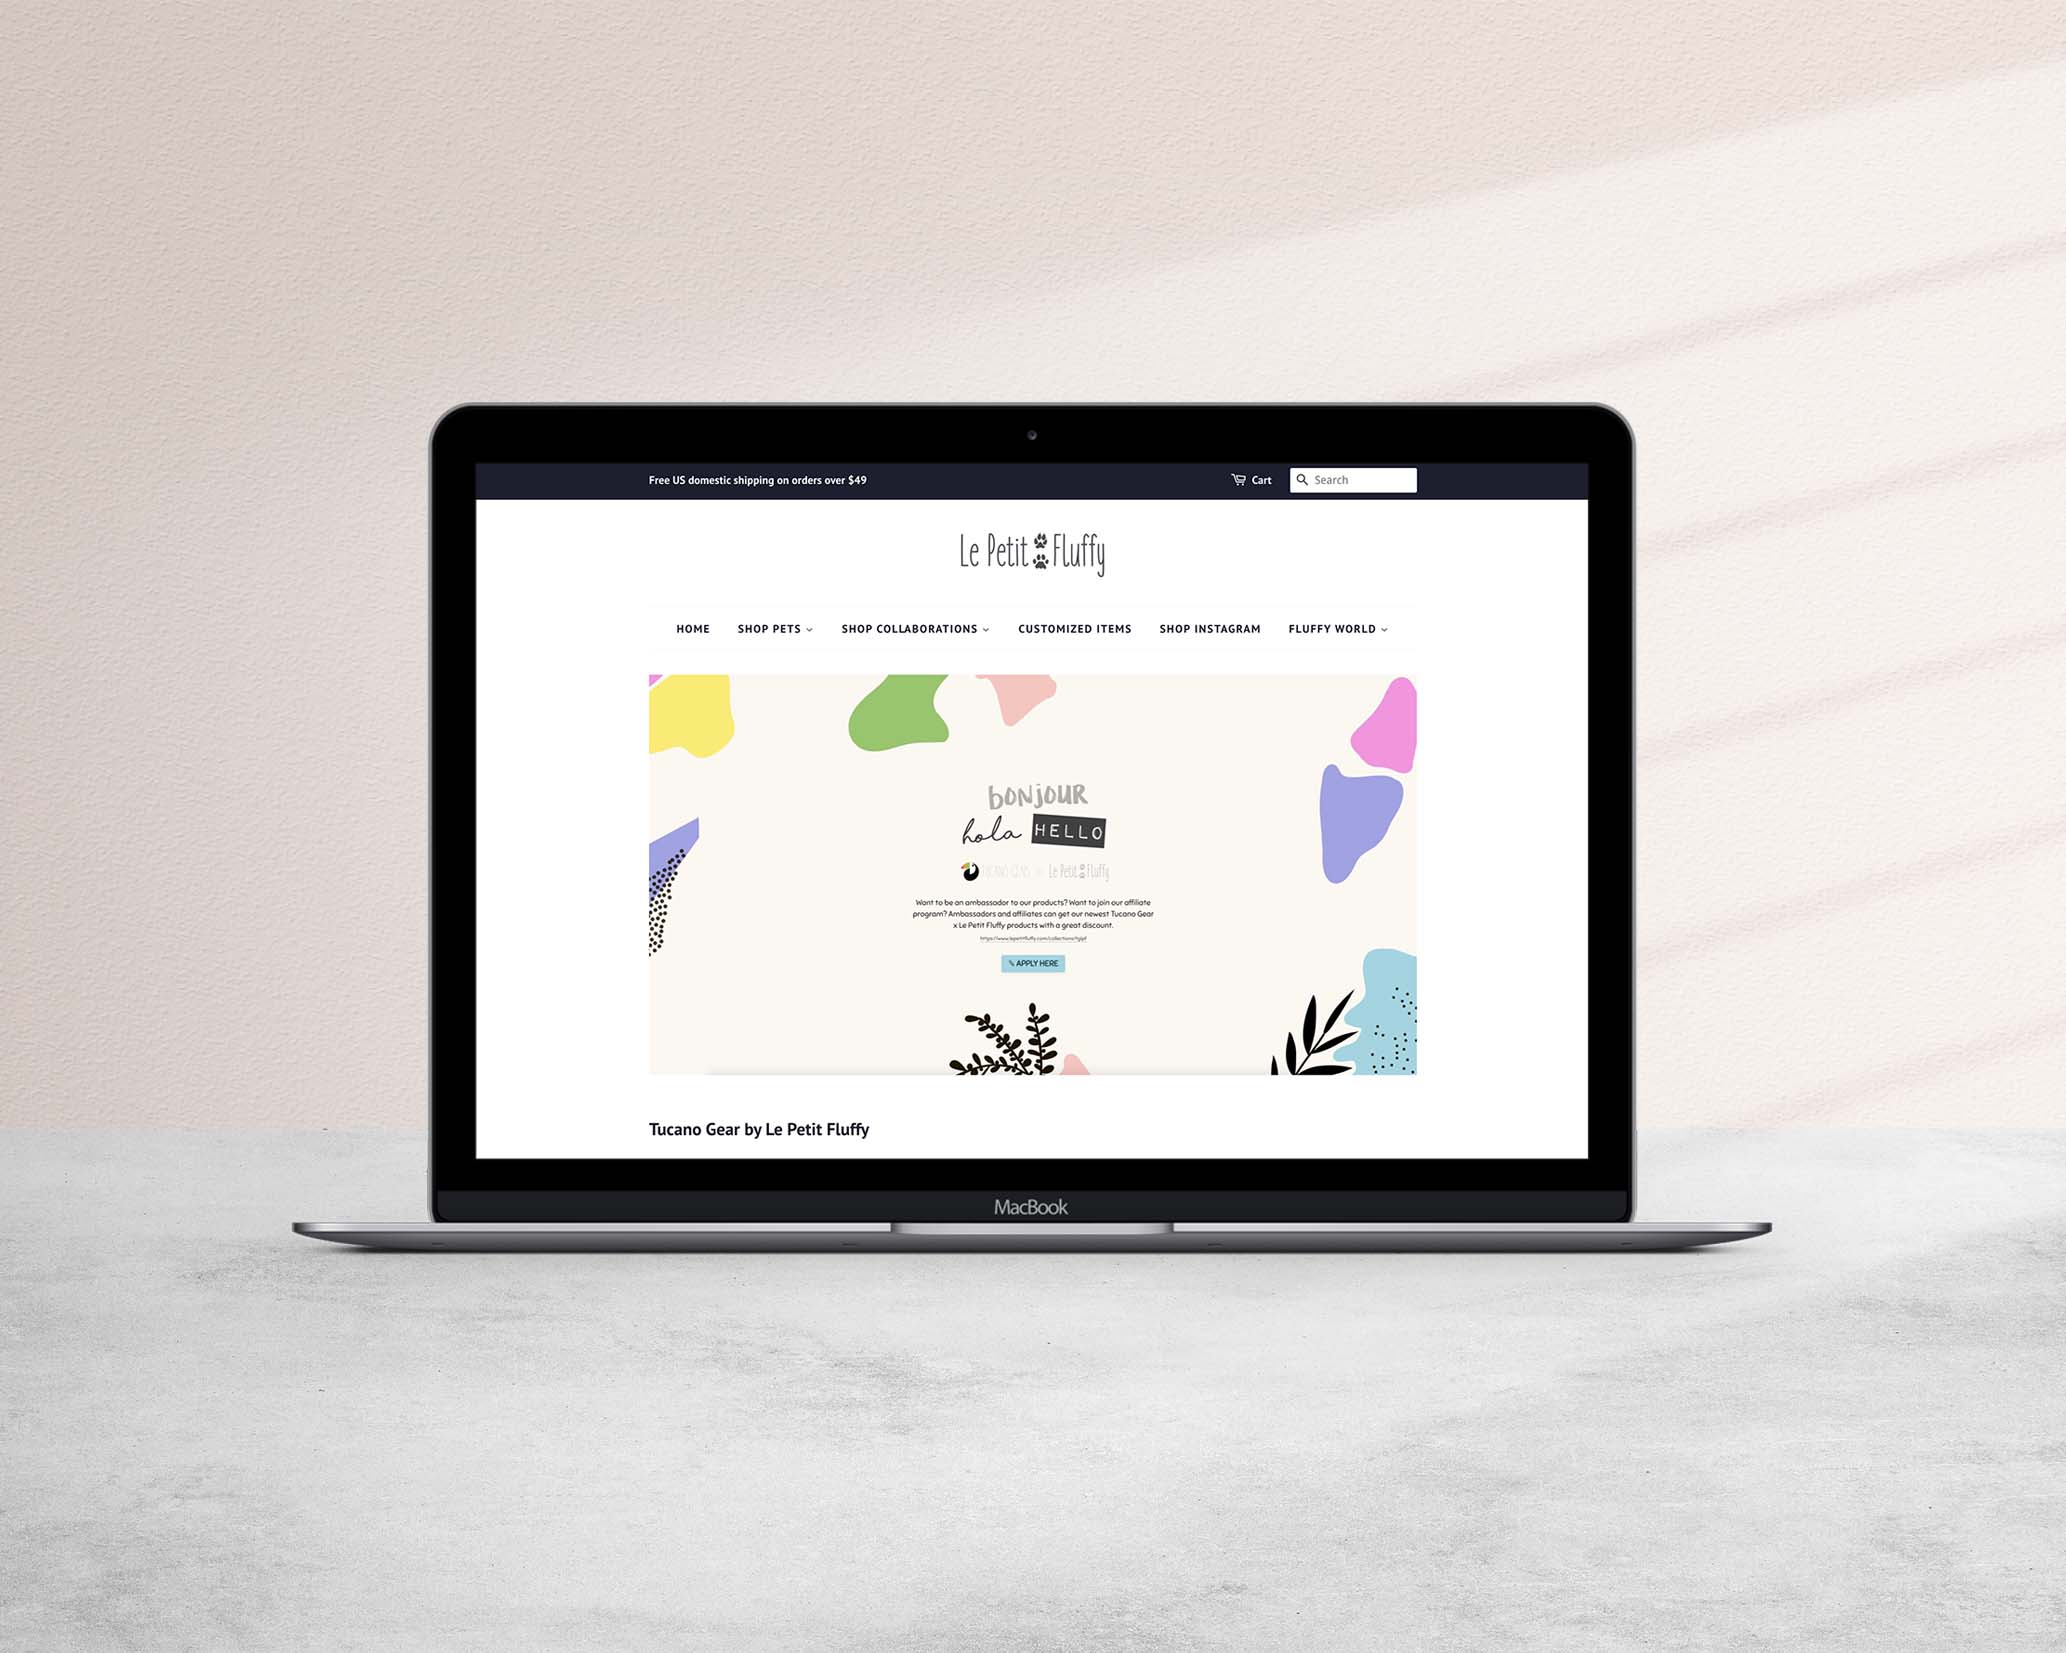 Free US domestic shipping on orders over $49
Cart
Search
Le Petit Fluffy
HOME
SHOP PETS
SHOP COLLABORATIONS
CUSTOMIZED ITEMS
SHOP INSTAGRAM
FLUFFY WORLD
bonjour
hola HELLO
TUCANO GEAR x Le Petit Fluffy
Want to be an ambassador to our products? Want to join our affiliate
program? Ambassadors and affiliates can get our newest Tucano Gear
x Le Petit Fluffy products with a great discount.
APPLY HERE
Tucano Gear by Le Petit Fluffy
MacBook